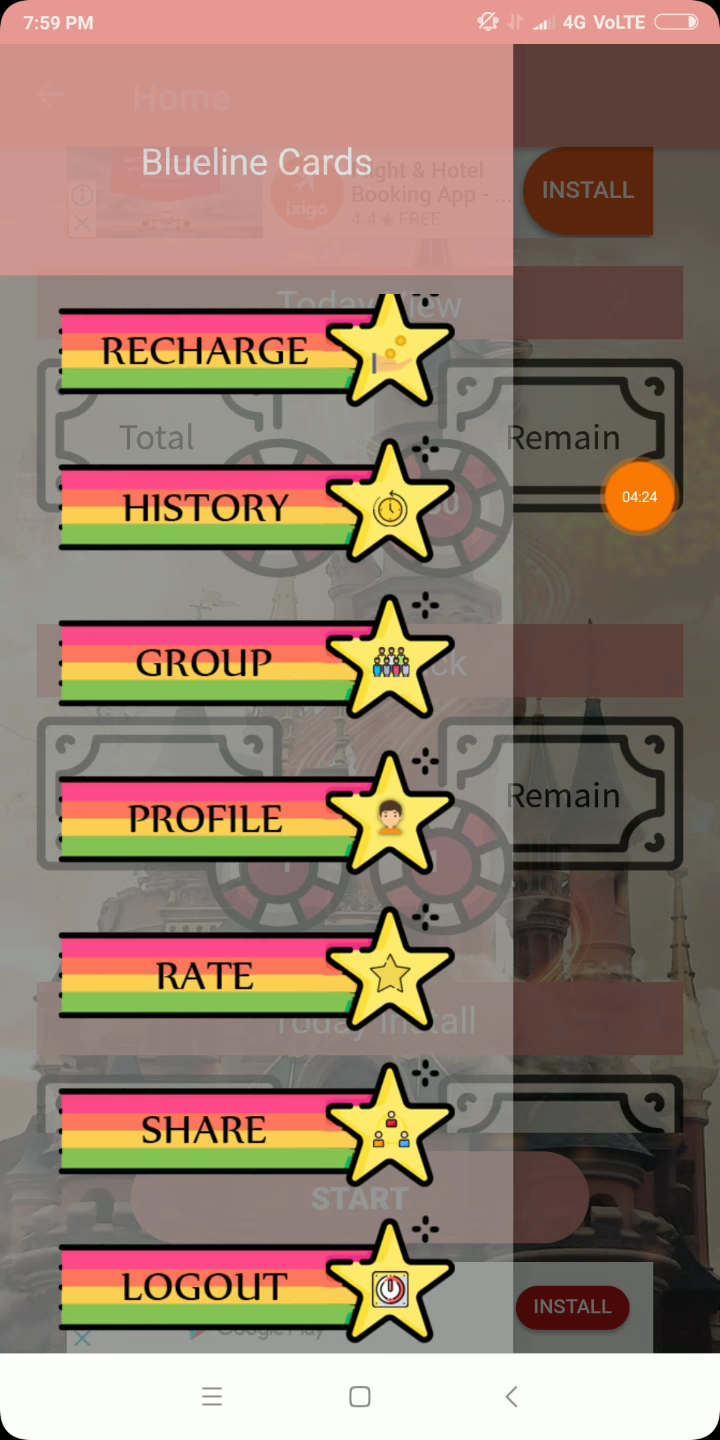 7:59 PM
4G VoLTE
Home
Blueline Cards
Flight & Hotel
Booking App - ...
4.4★ FREE
ixigo
INSTALL
Today View
RECHARGE
Total
Remain
HISTORY
04:24
GROUP
Remain
PROFILE
RATE
Today Install
SHARE
START
LOGOUT
INSTALL
Google Play